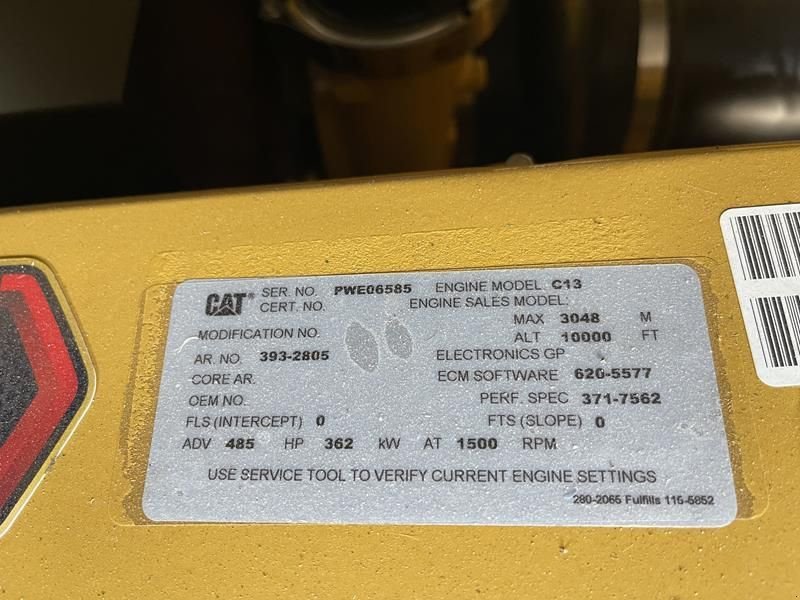 CAT® SER. NO. PWE06585 ENGINE MODEL C13
CERT. NO. ENGINE SALES MODEL:
MAX 3048 M
MODIFICATION NO. ALT 10000 FT
AR. NO. 393-2805 ELECTRONICS GP
CORE AR. ECM SOFTWARE 620-5577
OEM NO. PERF. SPEC 371-7562
FLS (INTERCEPT) 0 FTS (SLOPE) 0
ADV 485 HP 362 kW AT 1500 RPM
USE SERVICE TOOL TO VERIFY CURRENT ENGINE SETTINGS
280-2065 Fulfills 115-5852